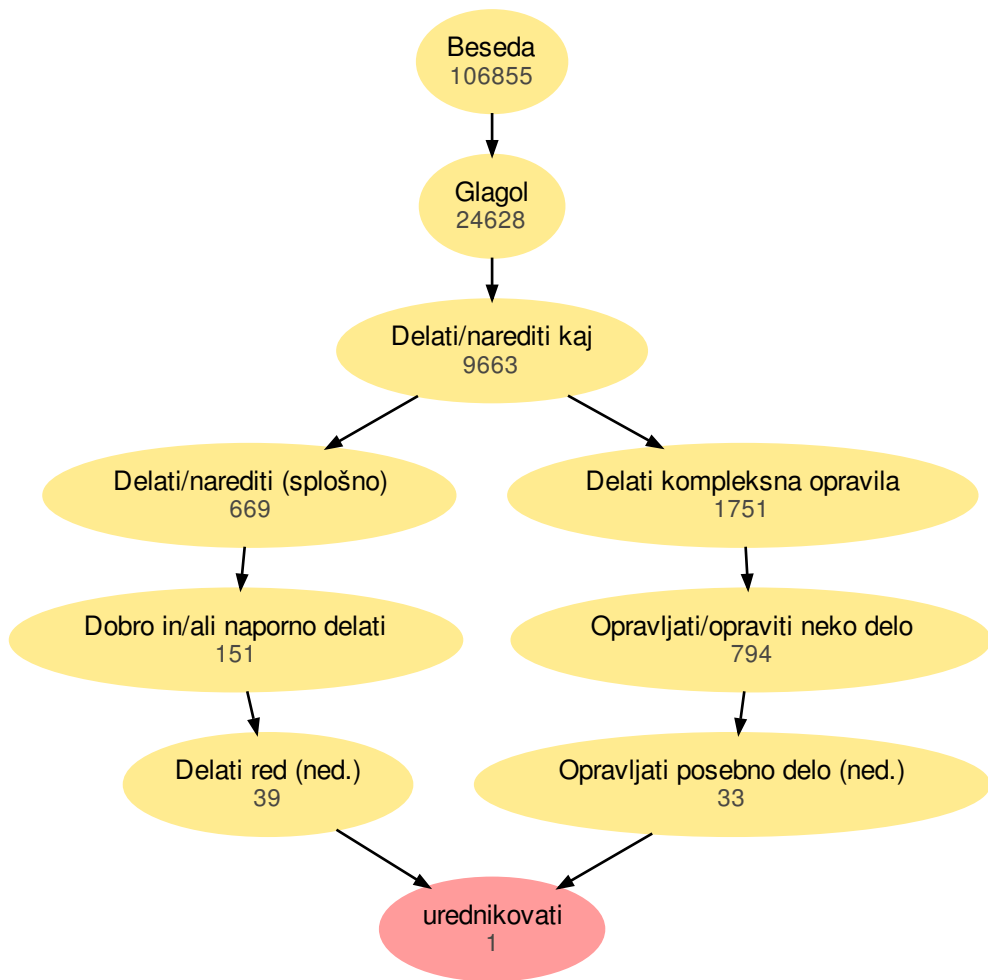 Beseda
106855
Glagol
24628
Delati/narediti kaj
9663
Delati/narediti (splošno)
669
Delati kompleksna opravila
1751
Dobro in/ali naporno delati
151
Opravljati/opraviti neko delo
794
Delati red (ned.)
39
Opravljati posebno delo (ned.)
33
urednikovati
1